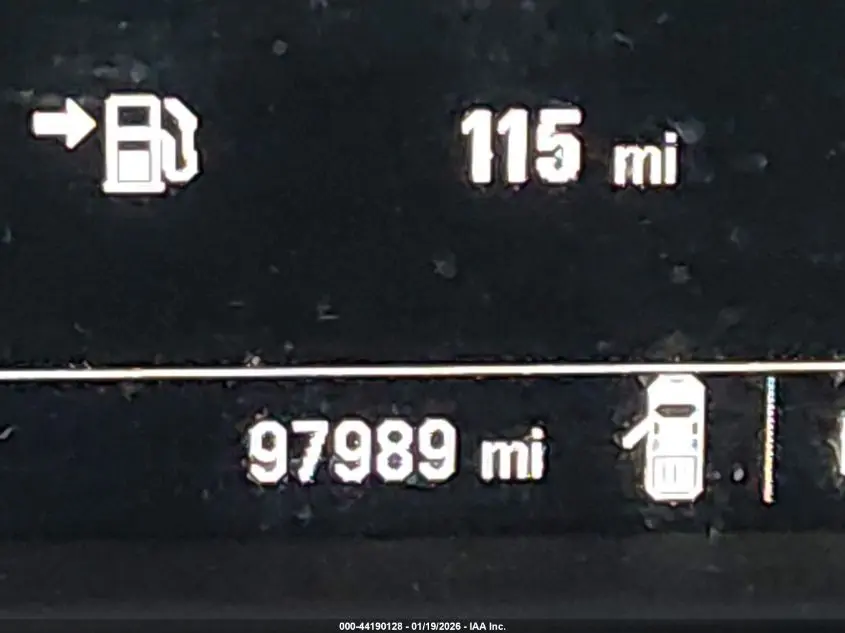 115 mi
97989 mi
000-44190128 - 01/19/2026 - IAA Inc.